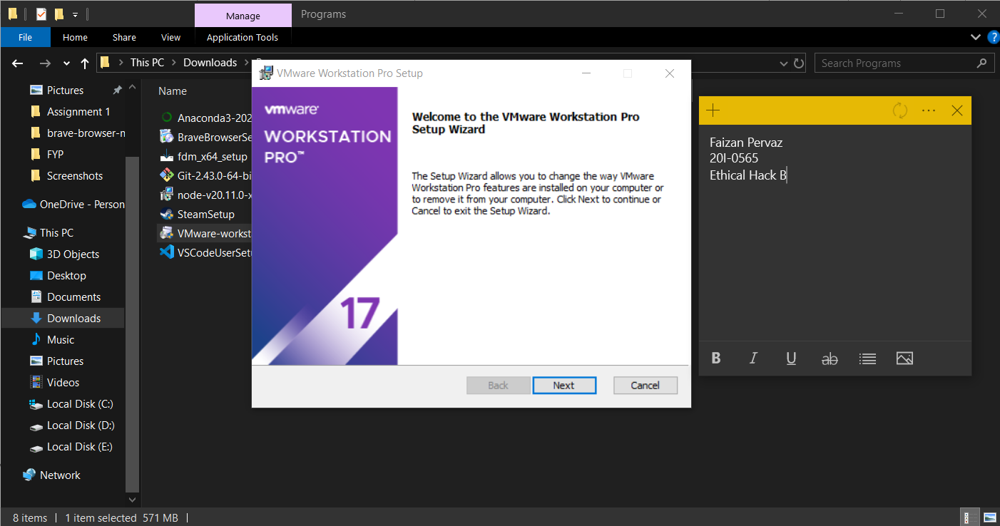 Manage
Programs
File
Home
Share
View
Application Tools
This PC
Downloads
Search Programs
Pictures
Assignment 1
brave-browser-n
FYP
Screenshots
OneDrive - Person
This PC
3D Objects
Desktop
Documents
Downloads
Music
Pictures
Videos
Local Disk (C:)
Local Disk (D:)
Local Disk (E:)
Network
Name
Anaconda3-202
BraveBrowserSe
fdm_x64_setup
Git-2.43.0-64-bi
node-v20.11.0-x
SteamSetup
VMware-workst
VSCodeUserSetu
VMware Workstation Pro Setup
vmware®
WORKSTATION
PRO™
17
Welcome to the VMware Workstation Pro
Setup Wizard
The Setup Wizard allows you to change the way VMware
Workstation Pro features are installed on your computer or
to remove it from your computer. Click Next to continue or
Cancel to exit the Setup Wizard.
Back
Next
Cancel
Faizan Pervaz
20I-0565
Ethical Hack B
B I U ab
8 items 1 item selected 571 MB